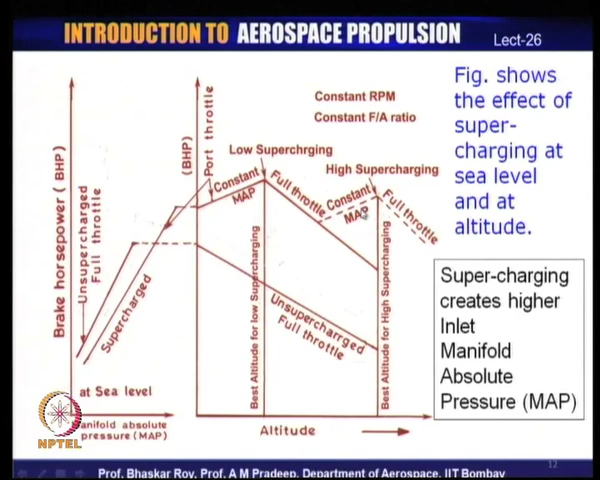 INTRODUCTION TO AEROSPACE PROPULSION
Lect-26
Constant RPM
Constant F/A ratio
Low Superchrging
High Supercharging
Brake horsepower (BHP)
Unsupercharged
Full throttle
Supercharged
at Sea level
anifold absolute
pressure (MAP)
(BHP)
Port throttle
Constant
MAP
Full throttle
Constant
MAP
Full throttle
Unsupercharrged
Full throttle
Best Altitude for low Supercharging
Best Altitude for High Supercharging
Altitude
Fig. shows
the effect of
super-
charging at
sea level
and at
altitude.
Super-charging
creates higher
Inlet
Manifold
Absolute
Pressure (MAP)
NPTEL
12
Prof. Bhaskar Roy, Prof. A M Pradeep, Department of Aerospace, IIT Bombay